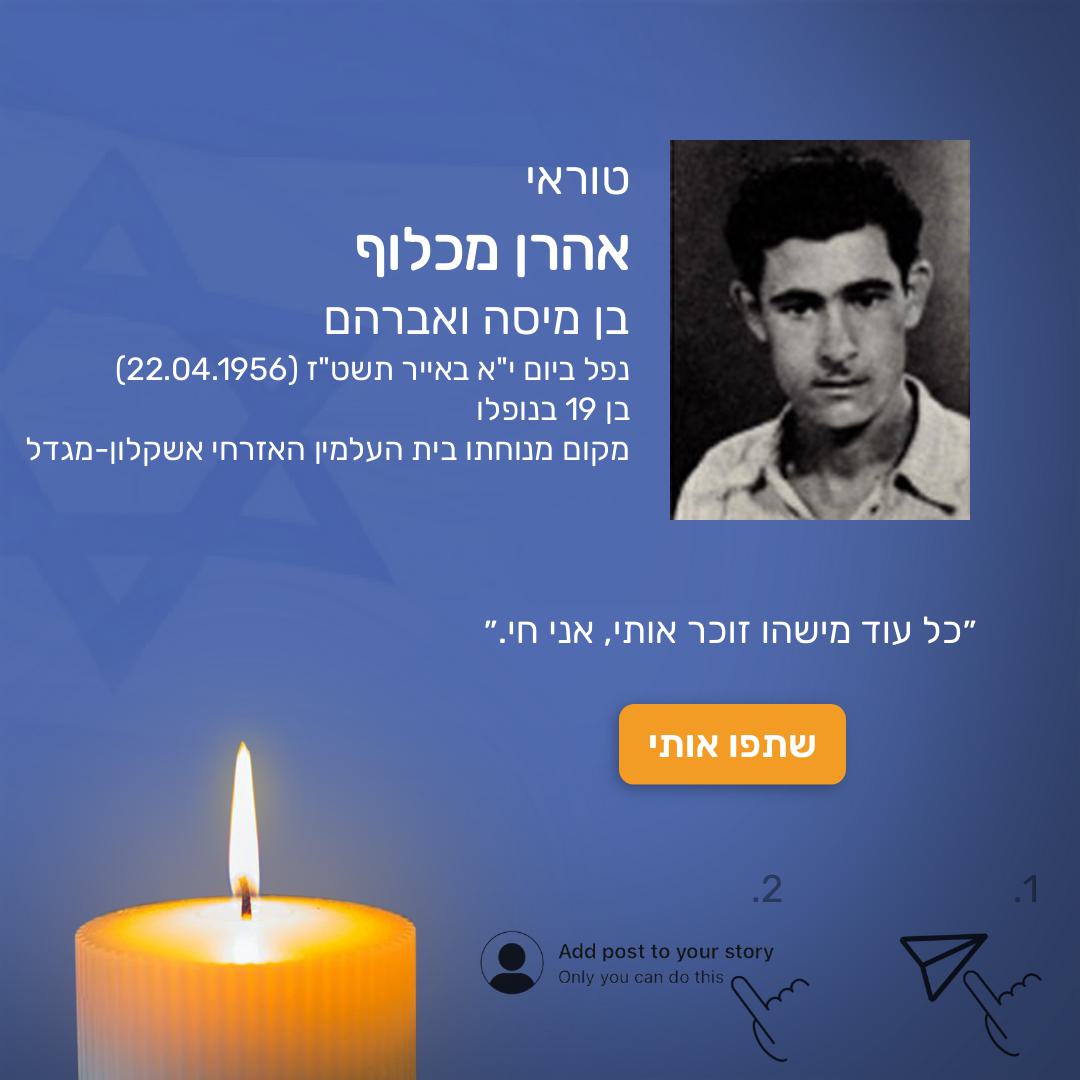 טוראי
אהרן מכלוף
בן מיסה ואברהם
נפל ביום י"א באייר תשט"ז (22.04.1956)
בן 19 בנופלו
מקום מנוחתו בית העלמין האזרחי אשקלון-מגדל
"כל עוד מישהו זוכר אותי, אני חי."
שתפו אותי
1.
2.
Add post to your story
Only you can do this